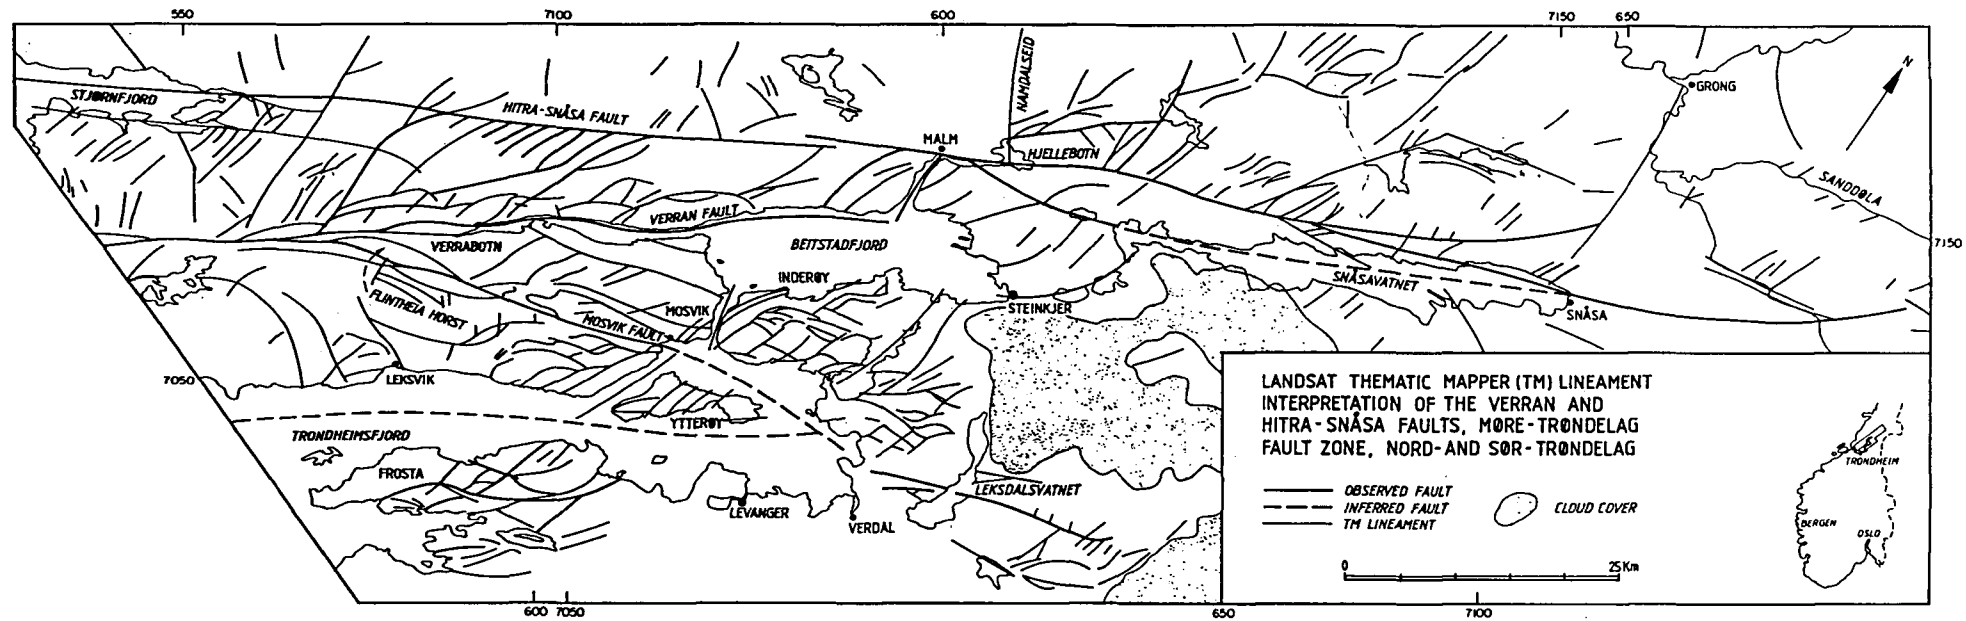 550
7100
600
7150
650
N
GRONG
NAMDALSEID
STJØRNFJORD
HITRA-SNÅSA FAULT
MALM
HJELLEBOTN
SANDDØLA
VERRAN FAULT
VERRABOTN
BEITSTADFJORD
7150
INDERØY
SNÅSAVATNET
FLINTHEIA HORST
MOSVIK
MOSVIK FAULT
STEINKJER
SNÅSA
7050
LEKSVIK
YTTERØY
TRONDHEIMSFJORD
FROSTA
LEVANGER
VERDAL
LEKSDALSVATNET
LANDSAT THEMATIC MAPPER (TM) LINEAMENT
INTERPRETATION OF THE VERRAN AND
HITRA-SNÅSA FAULTS, MØRE-TRØNDELAG
FAULT ZONE, NORD-AND SØR-TRØNDELAG
OBSERVED FAULT
INFERRED FAULT
TM LINEAMENT
CLOUD COVER
0
25 Km
TRONDHEIM
BERGEN
OSLO
600
7050
650
7100